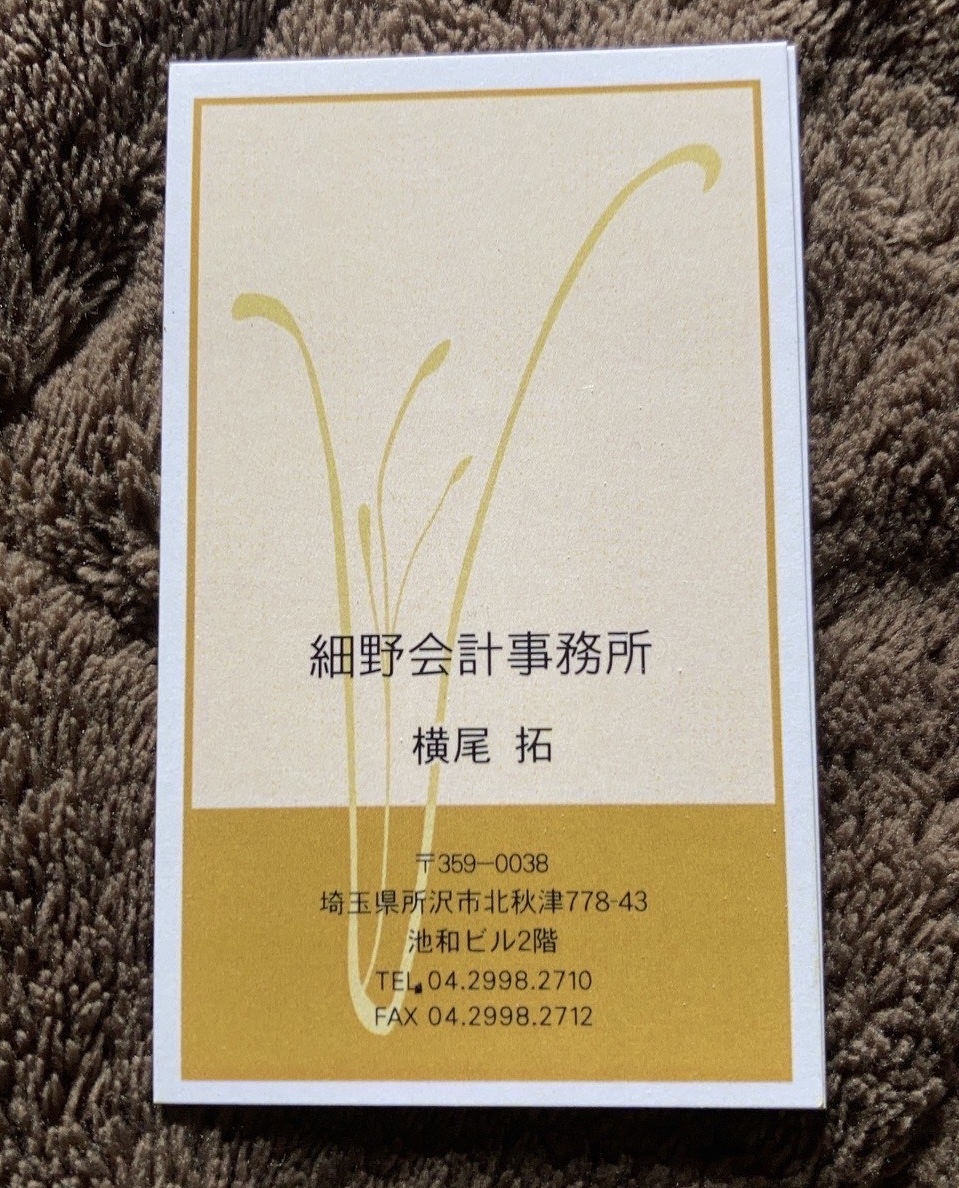 細野会計事務所
横尾 拓
〒359-0038
埼玉県所沢市北秋津778-43
池和ビル2階
TEL 04.2998.2710
FAX 04.2998.2712